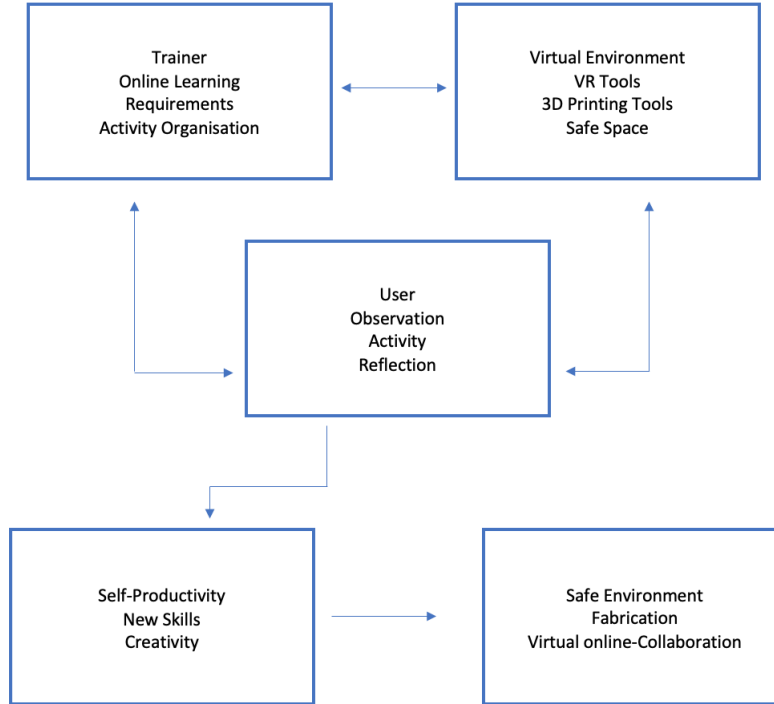 Trainer
Online Learning
Requirements
Activity Organisation
Virtual Environment
VR Tools
3D Printing Tools
Safe Space
User
Observation
Activity
Reflection
Self-Productivity
New Skills
Creativity
Safe Environment
Fabrication
Virtual online-Collaboration